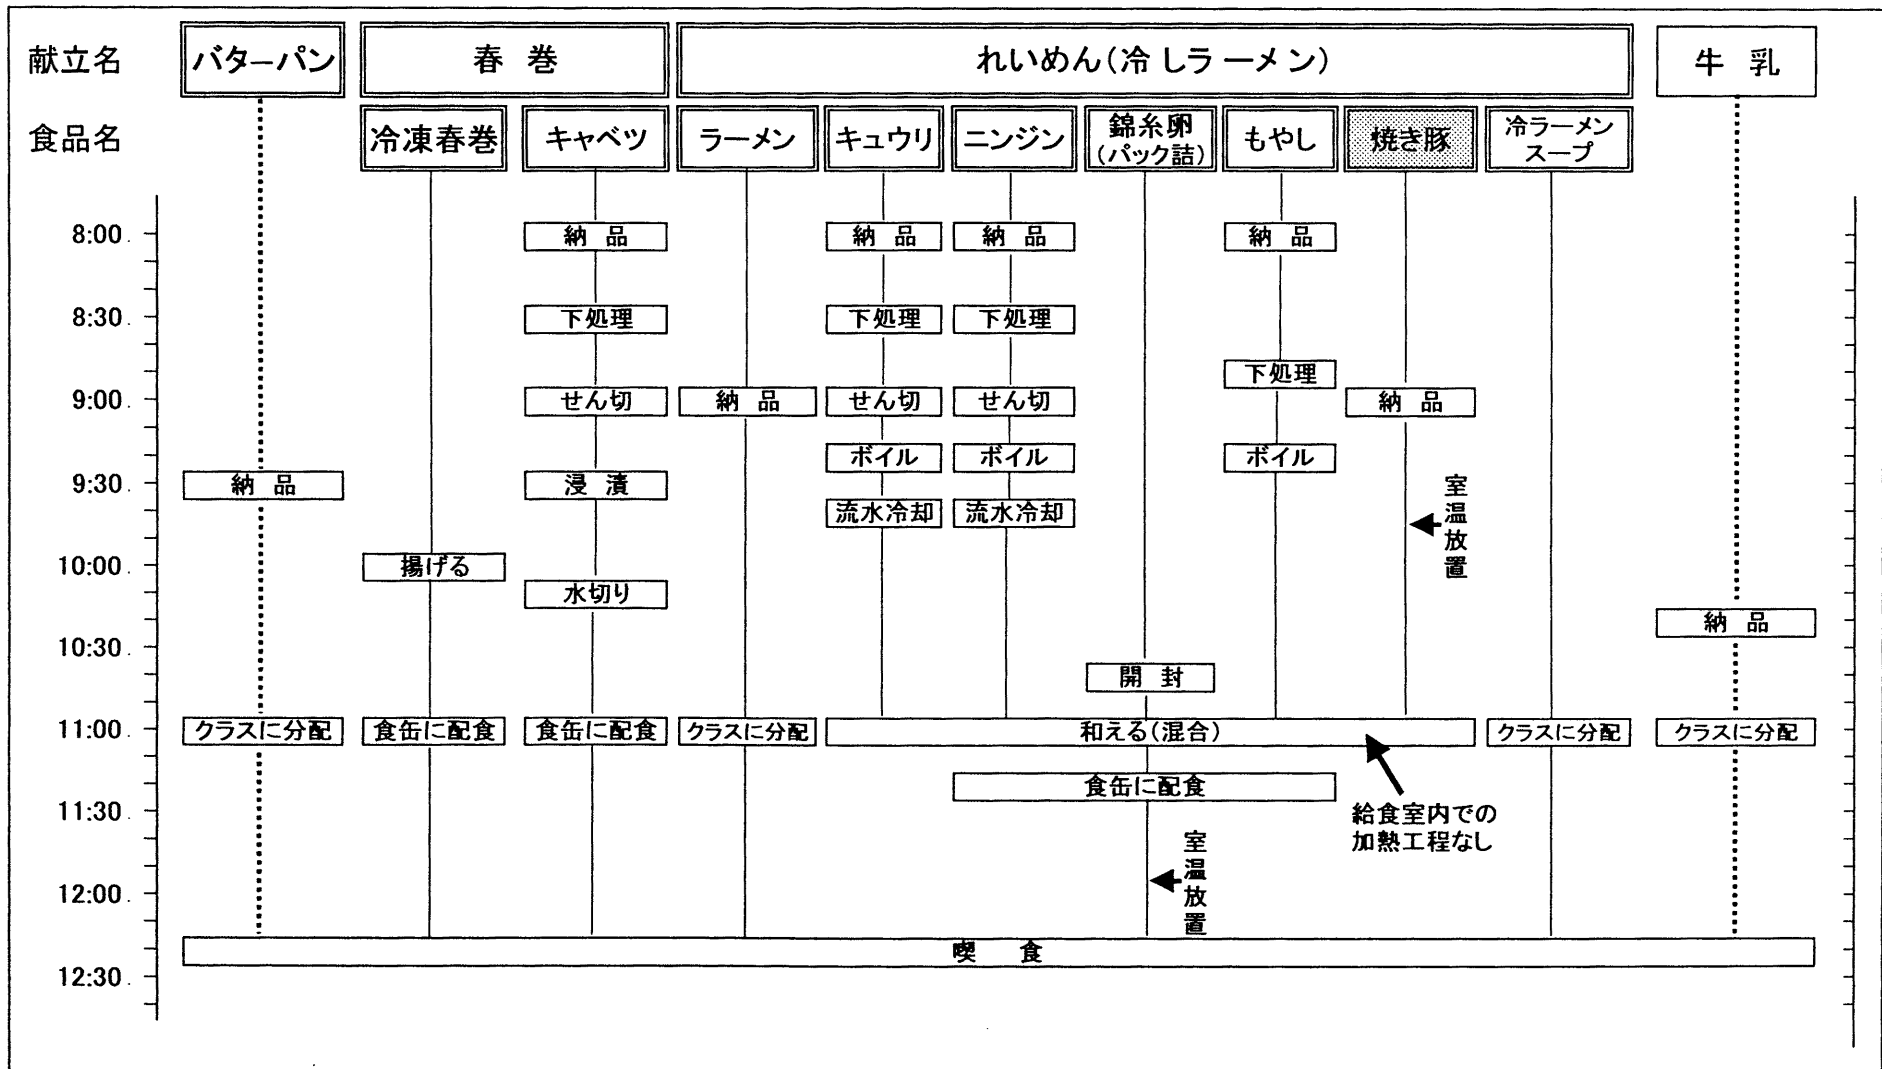 献立名
バターパン
春 巻
れいめん(冷しラーメン)
牛 乳
食品名
冷凍春巻
キャベツ
ラーメン
キュウリ
ニンジン
錦糸卵
(パック詰)
もやし
焼き豚
冷ラーメン
スープ
8:00
納 品
納 品
納 品
納 品
8:30
下処理
下処理
下処理
下処理
9:00
せん切
納 品
せん切
せん切
納 品
ボイル
ボイル
ボイル
9:30
納 品
浸 漬
流水冷却
流水冷却
室温放置
10:00
揚げる
水切り
納 品
10:30
開 封
11:00
クラスに分配
食缶に配食
食缶に配食
クラスに分配
和える(混合)
クラスに分配
クラスに分配
食缶に配食
11:30
給食室内での
加熱工程なし
室温放置
12:00
喫 食
12:30